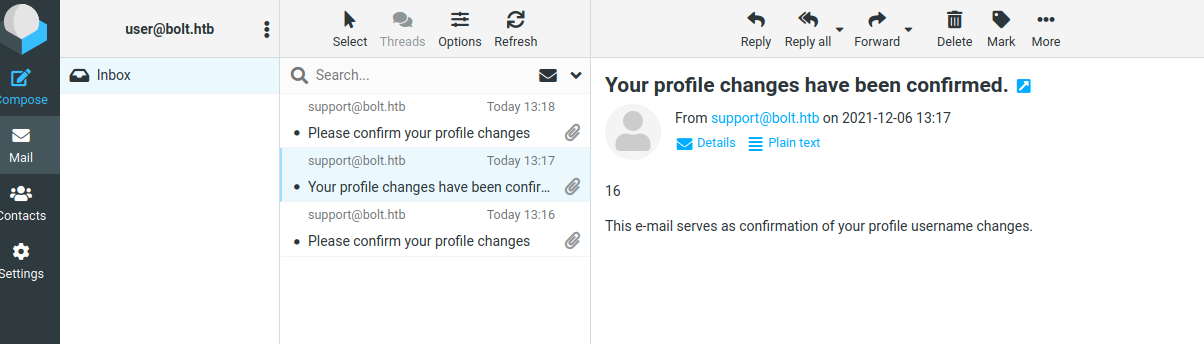 user@bolt.htb
Select
Threads
Options
Refresh
Reply
Reply all
Forward
Delete
Mark
More
Compose
Mail
Contacts
Settings
Inbox
Search...
support@bolt.htb Today 13:18
Please confirm your profile changes
support@bolt.htb Today 13:17
Your profile changes have been confir...
support@bolt.htb Today 13:16
Please confirm your profile changes
Your profile changes have been confirmed.
From support@bolt.htb on 2021-12-06 13:17
Details Plain text
16
This e-mail serves as confirmation of your profile username changes.